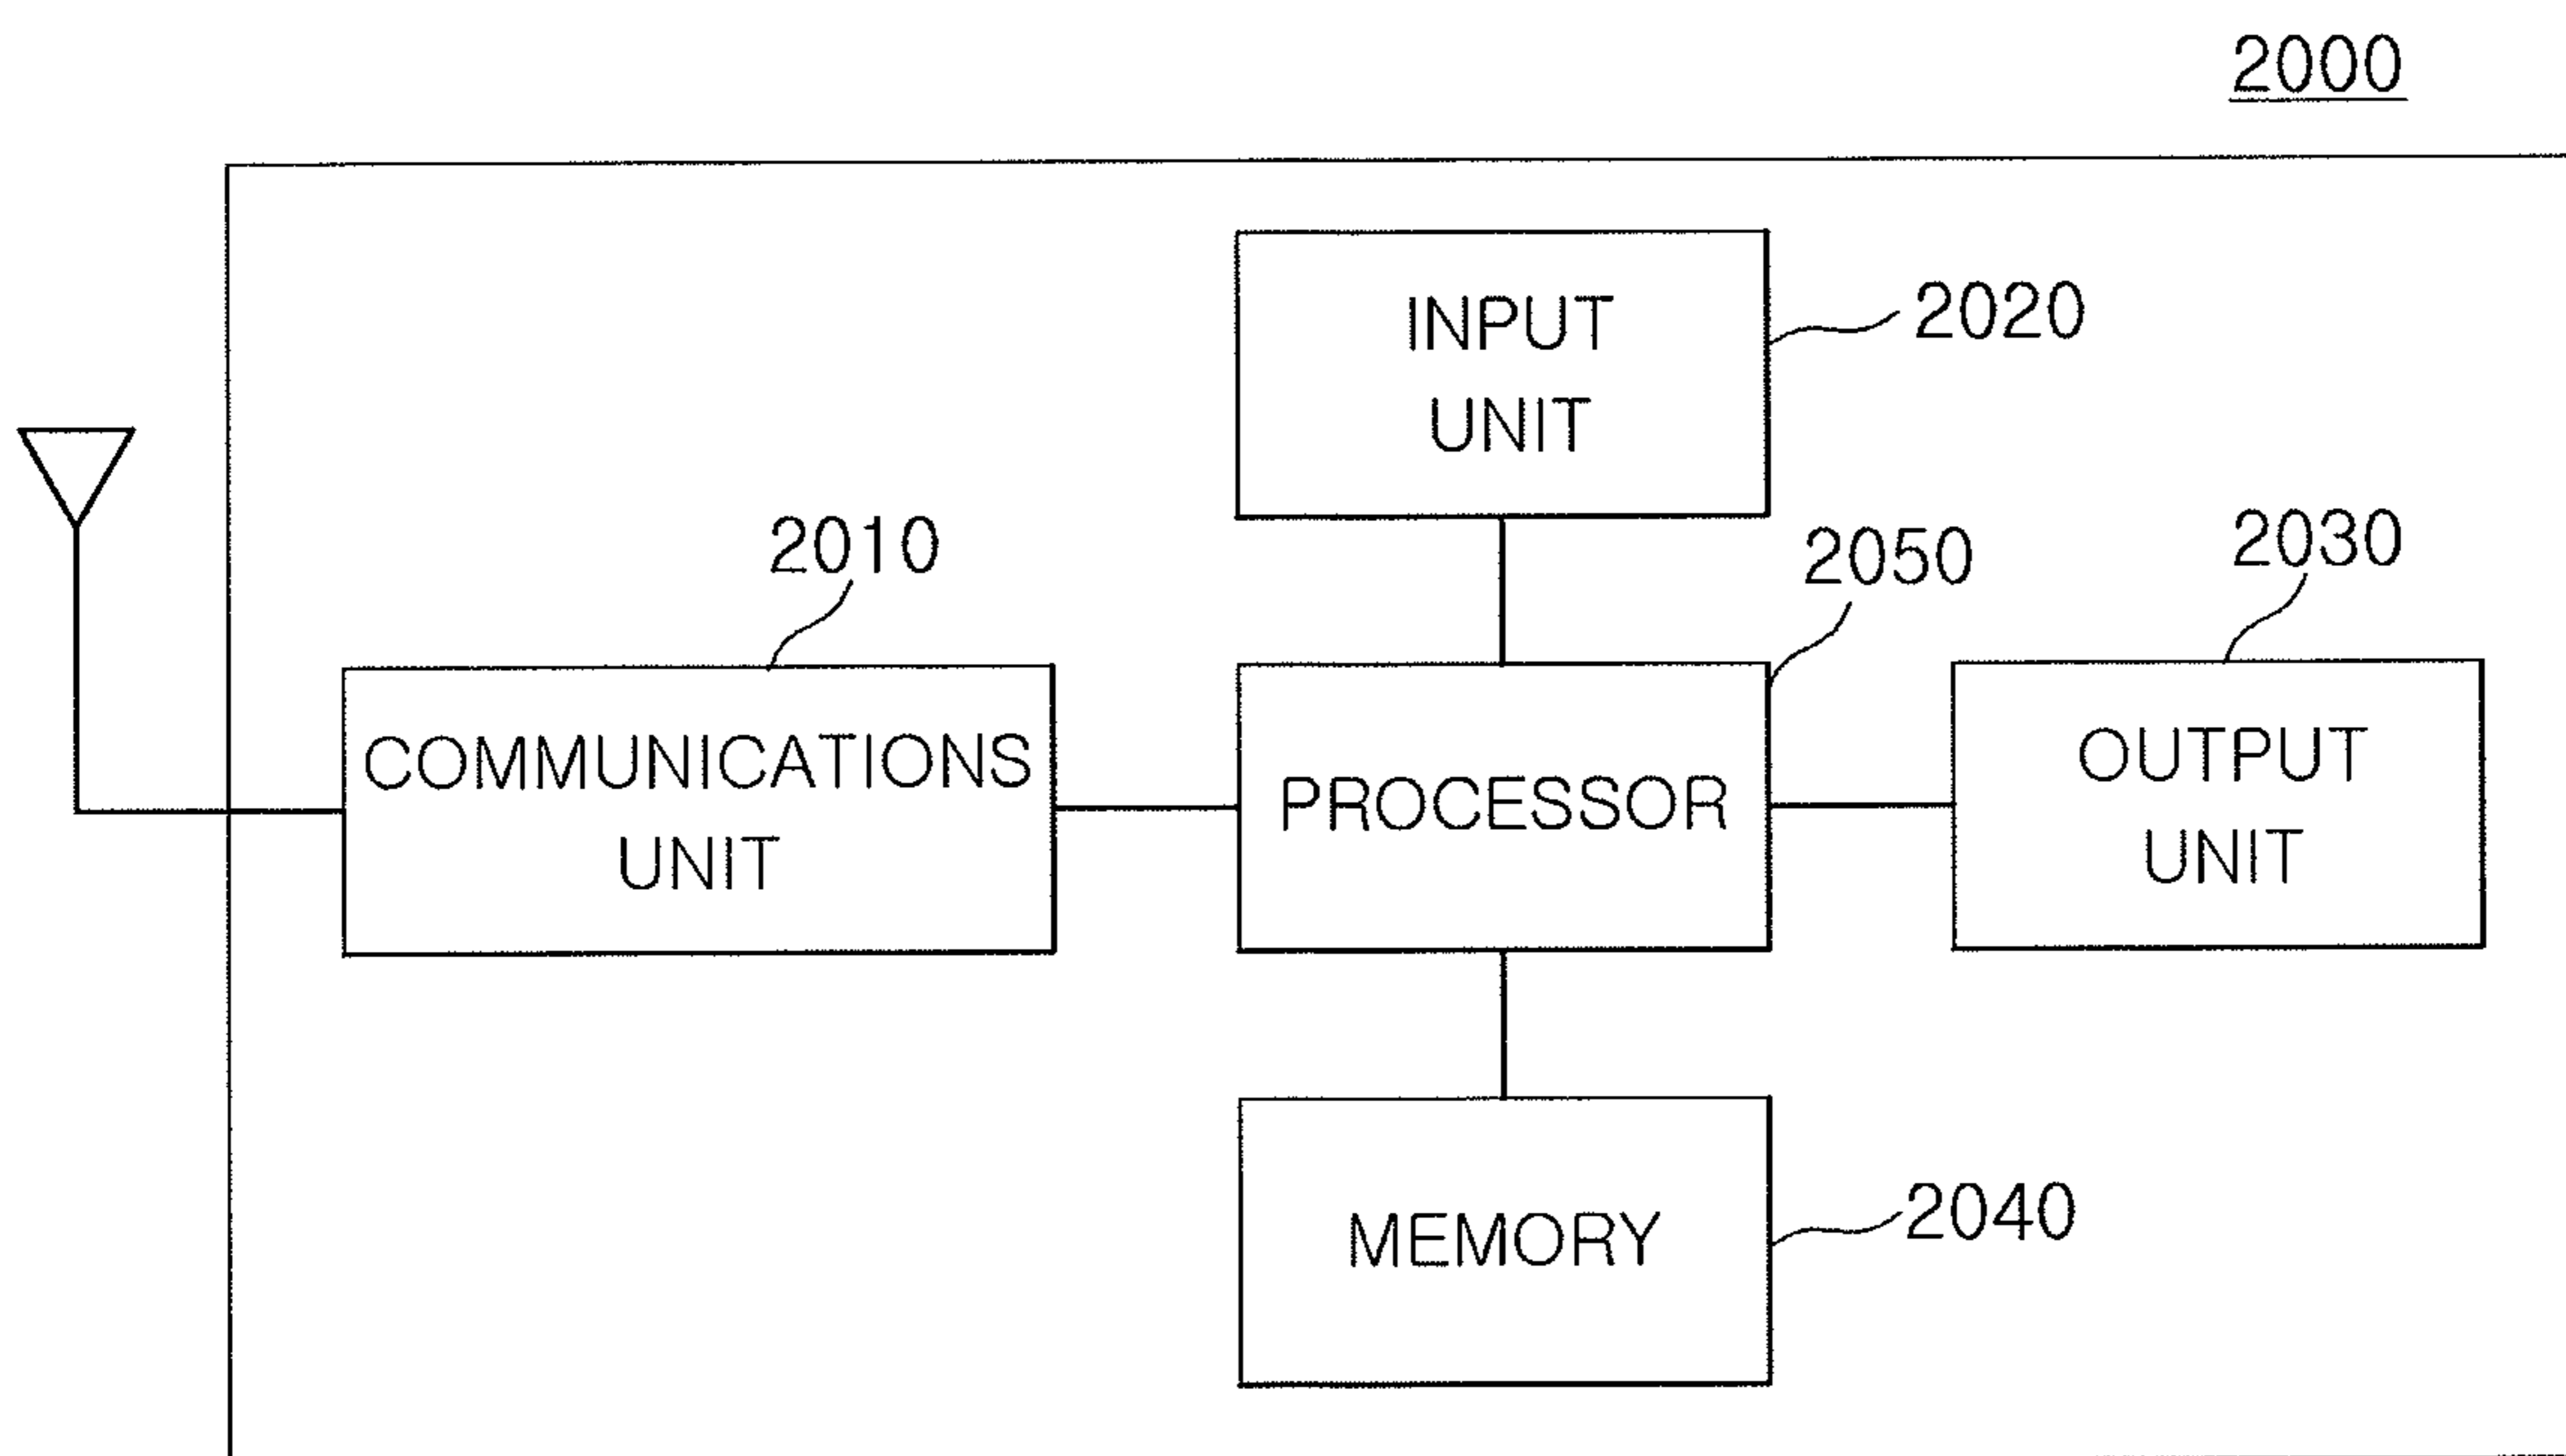 2000
INPUT
UNIT
2020
2010
2050
2030
COMMUNICATIONS
UNIT
PROCESSOR
OUTPUT
UNIT
MEMORY
2040